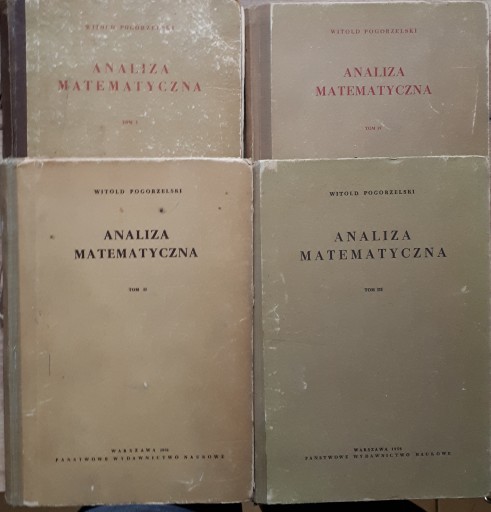 WITOLD POGORZELSKI
ANALIZA
MATEMATYCZNA
TOM I
WITOLD POGORZELSKI
ANALIZA
MATEMATYCZNA
TOM II
WITOLD POGORZELSKI
ANALIZA
MATEMATYCZNA
TOM II
WARSZAWA
PAŃSTWOWE WYDAWNICTWO NAUKOWE
WITOLD POGORZELSKI
ANALIZA
MATEMATYCZNA
TOM III
WARSZAWA
PAŃSTWOWE WYDAWNICTWO NAUKOWE